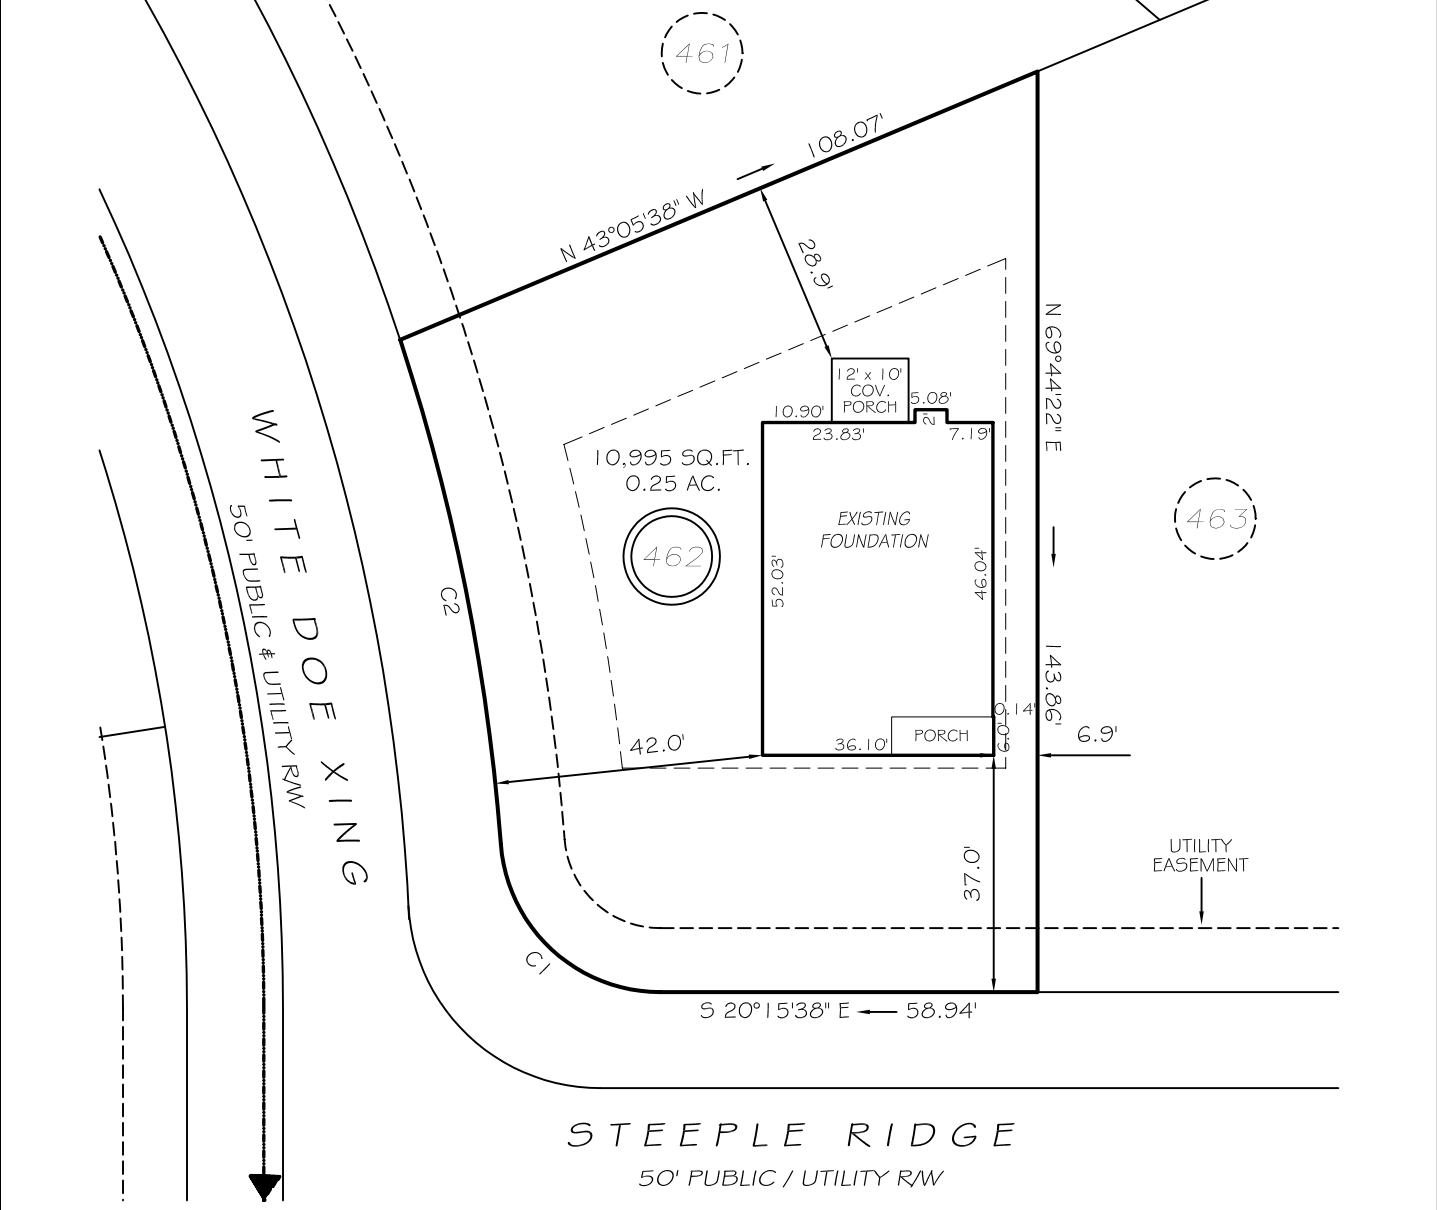 461
108.07'
N 43°05'38" W
28.9'
N 69°44'22" E
143.86'
12' x 10'
COV.
PORCH
5.08'
2'
10.90'
23.83'
7.19'
10,995 SQ.FT.
0.25 AC.
462
EXISTING
FOUNDATION
52.03'
46.04'
463
WHITE DOE XING
50' PUBLIC & UTILITY R/W
C2
42.0'
36.10'
PORCH
0.14'
6.0'
6.9'
37.0'
UTILITY
EASEMENT
C1
S 20°15'38" E
58.94'
STEEPLE RIDGE
50' PUBLIC / UTILITY R/W